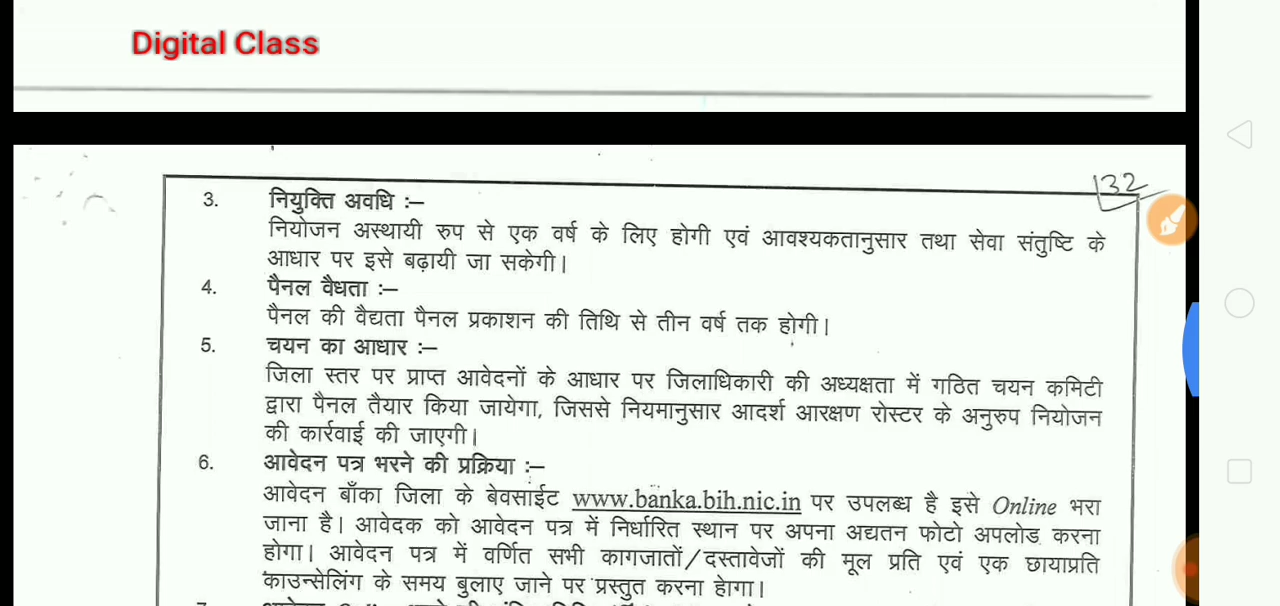 Digital Class
132
3. नियुक्ति अवधि :–
नियोजन अस्थायी रुप से एक वर्ष के लिए होगी एवं आवश्यकतानुसार तथा सेवा संतुष्टि के
आधार पर इसे बढ़ायी जा सकेगी।
4. पैनल वैधता :–
पैनल की वैद्यता पैनल प्रकाशन की तिथि से तीन वर्ष तक होगी।
5. चयन का आधार :–
जिला स्तर पर प्राप्त आवेदनों के आधार पर जिलाधिकारी की अध्यक्षता में गठित चयन कमिटी
द्वारा पैनल तैयार किया जायेगा, जिससे नियमानुसार आदर्श आरक्षण रोस्टर के अनुरुप नियोजन
की कार्रवाई की जाएगी।
6. आवेदन पत्र भरने की प्रक्रिया :–
आवेदन बाँका जिला के बेवसाईट www.banka.bih.nic.in पर उपलब्ध है इसे Online भरा
जाना है। आवेदक को आवेदन पत्र में निर्धारित स्थान पर अपना अद्यतन फोटो अपलोड करना
होगा। आवेदन पत्र में वर्णित सभी कागजातों/दस्तावेजों की मूल प्रति एवं एक छायाप्रति
काउन्सेलिंग के समय बुलाए जाने पर प्रस्तुत करना हेागा।